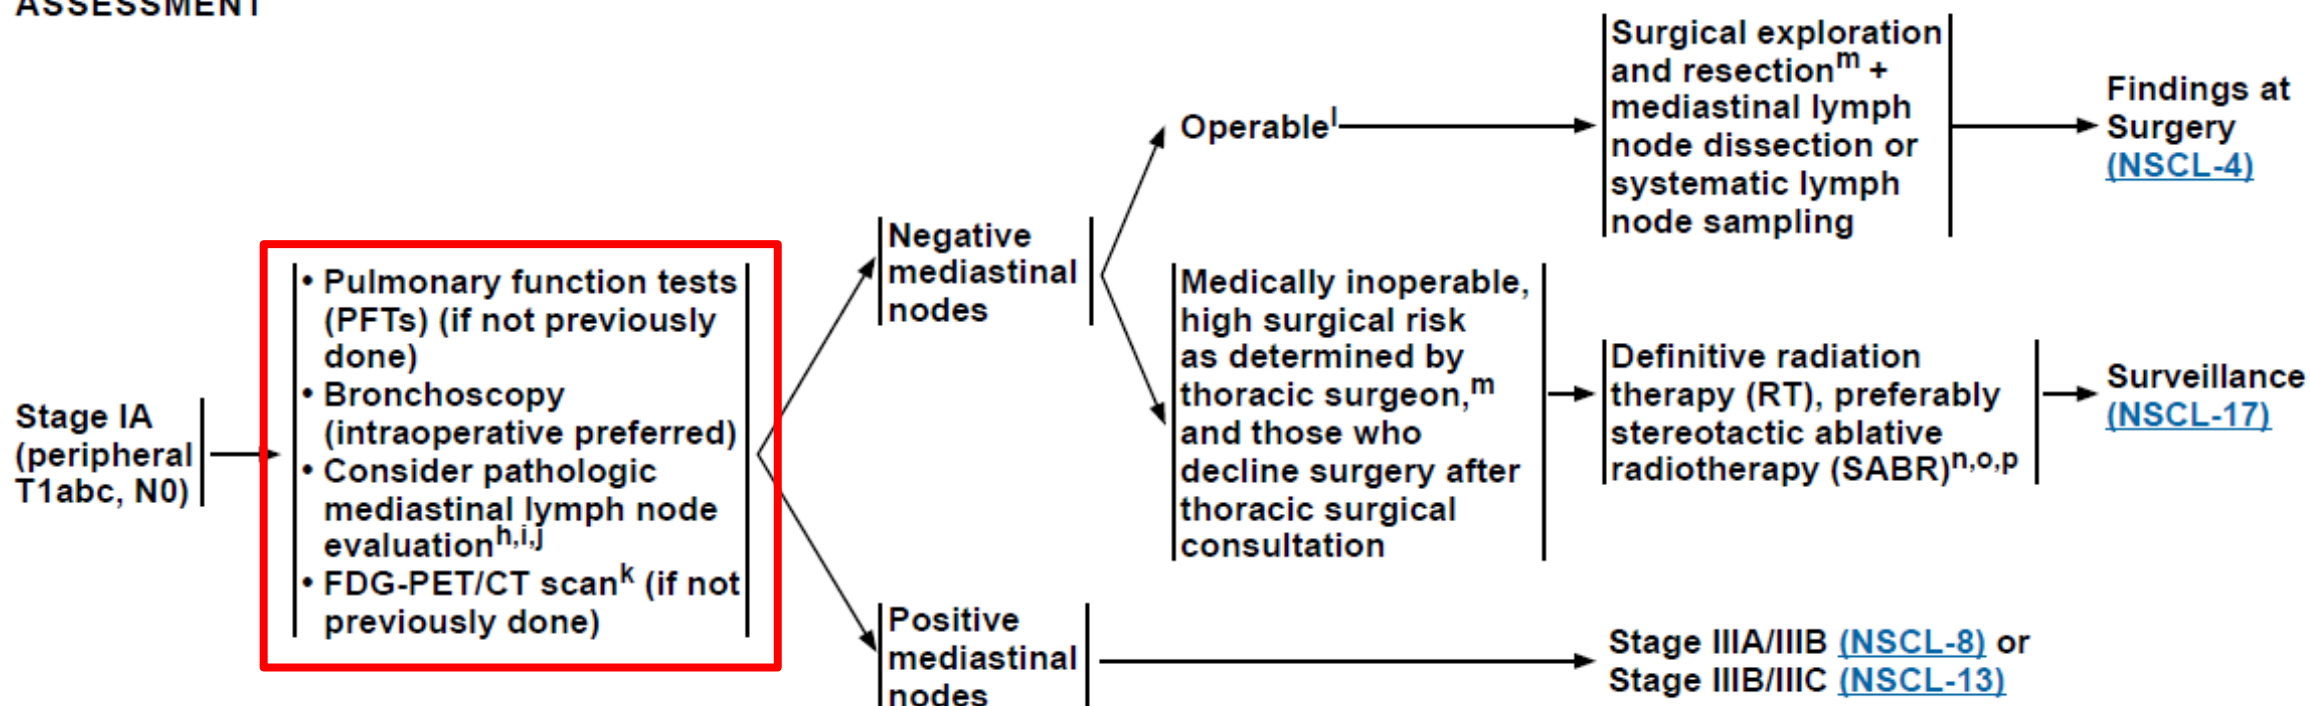 ASSESSMENT
Stage IA
(peripheral
T1abc, N0)
• Pulmonary function tests
(PFTs) (if not previously
done)
• Bronchoscopy
(intraoperative preferred)
• Consider pathologic
mediastinal lymph node
evaluationh,i,j
• FDG-PET/CT scank (if not
previously done)
Negative
mediastinal
nodes
Operablel
Surgical exploration
and resectionm +
mediastinal lymph
node dissection or
systematic lymph
node sampling
Findings at
Surgery
(NSCL-4)
Medically inoperable,
high surgical risk
as determined by
thoracic surgeon,m
and those who
decline surgery after
thoracic surgical
consultation
Definitive radiation
therapy (RT), preferably
stereotactic ablative
radiotherapy (SABR)n,o,p
Surveillance
(NSCL-17)
Positive
mediastinal
nodes
Stage IIIA/IIIB (NSCL-8) or
Stage IIIB/IIIC (NSCL-13)